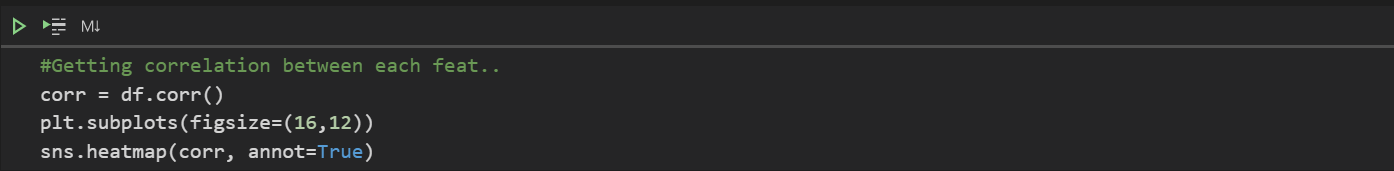 M↓
#Getting correlation between each feat..
corr = df.corr()
plt.subplots(figsize=(16,12))
sns.heatmap(corr, annot=True)